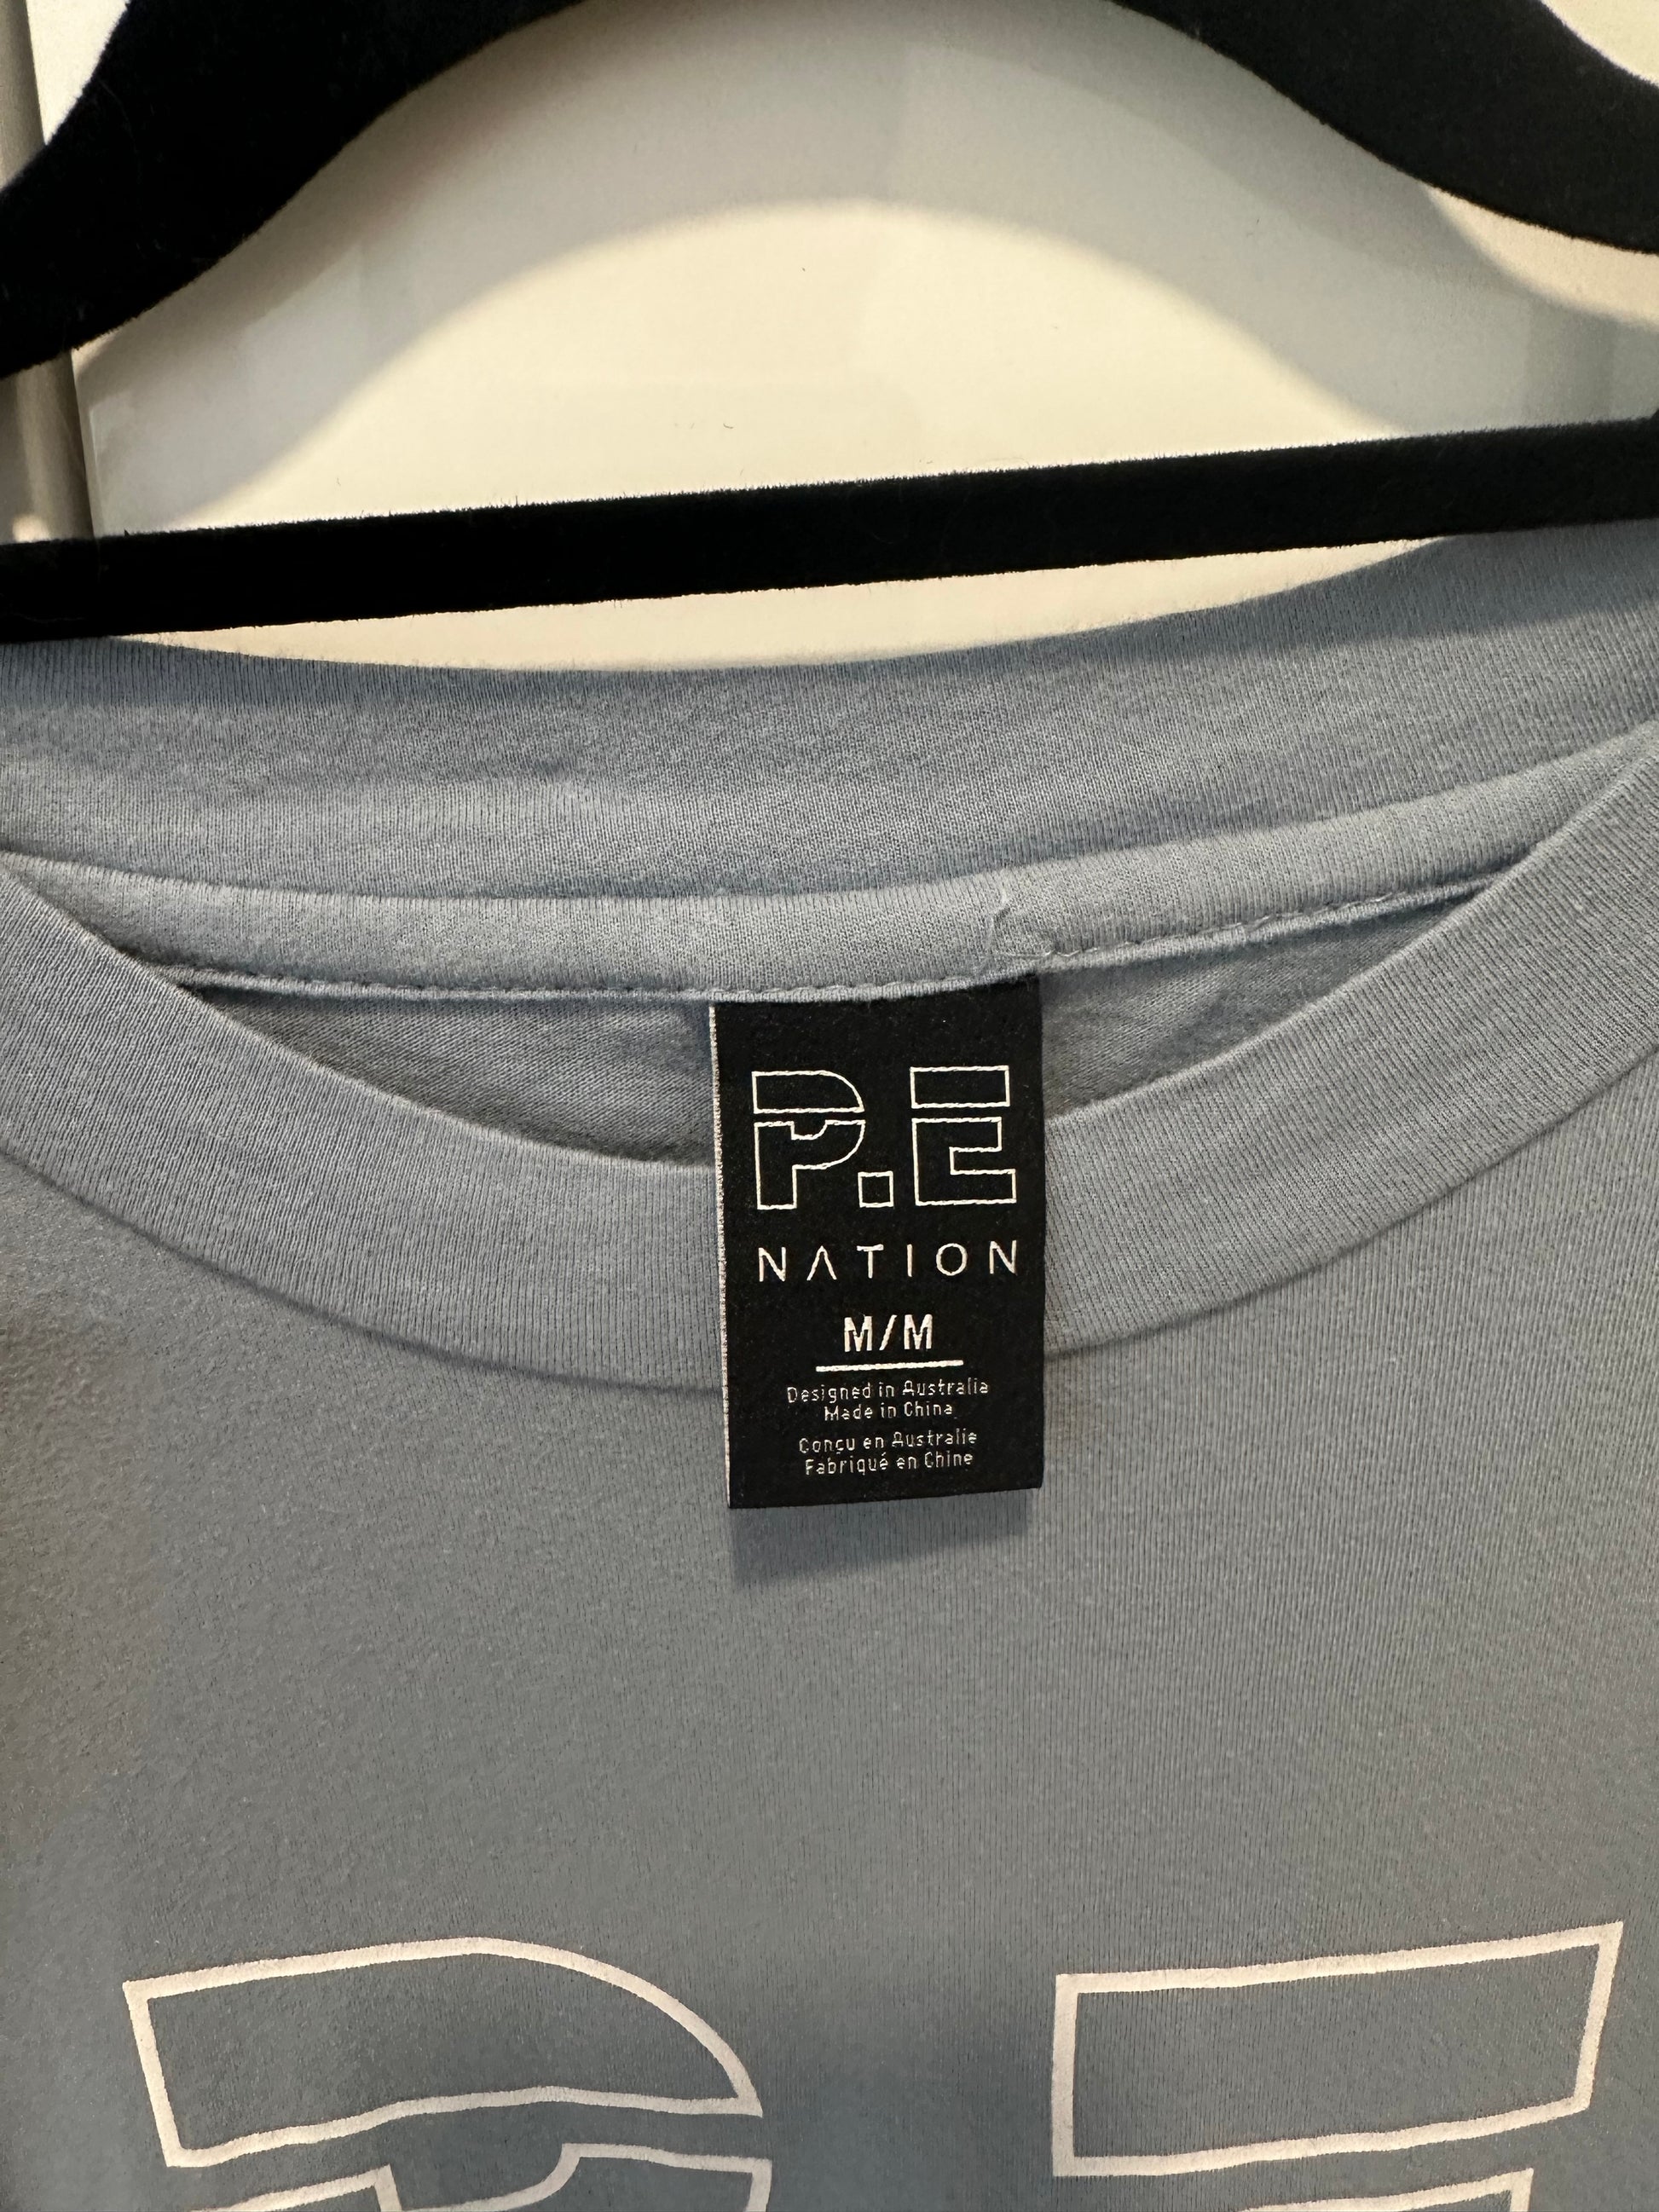 P.E
NATION
M/M
Designed in Australia
Made in China
Conçu en Australie
Fabriqué en Chine
P.E